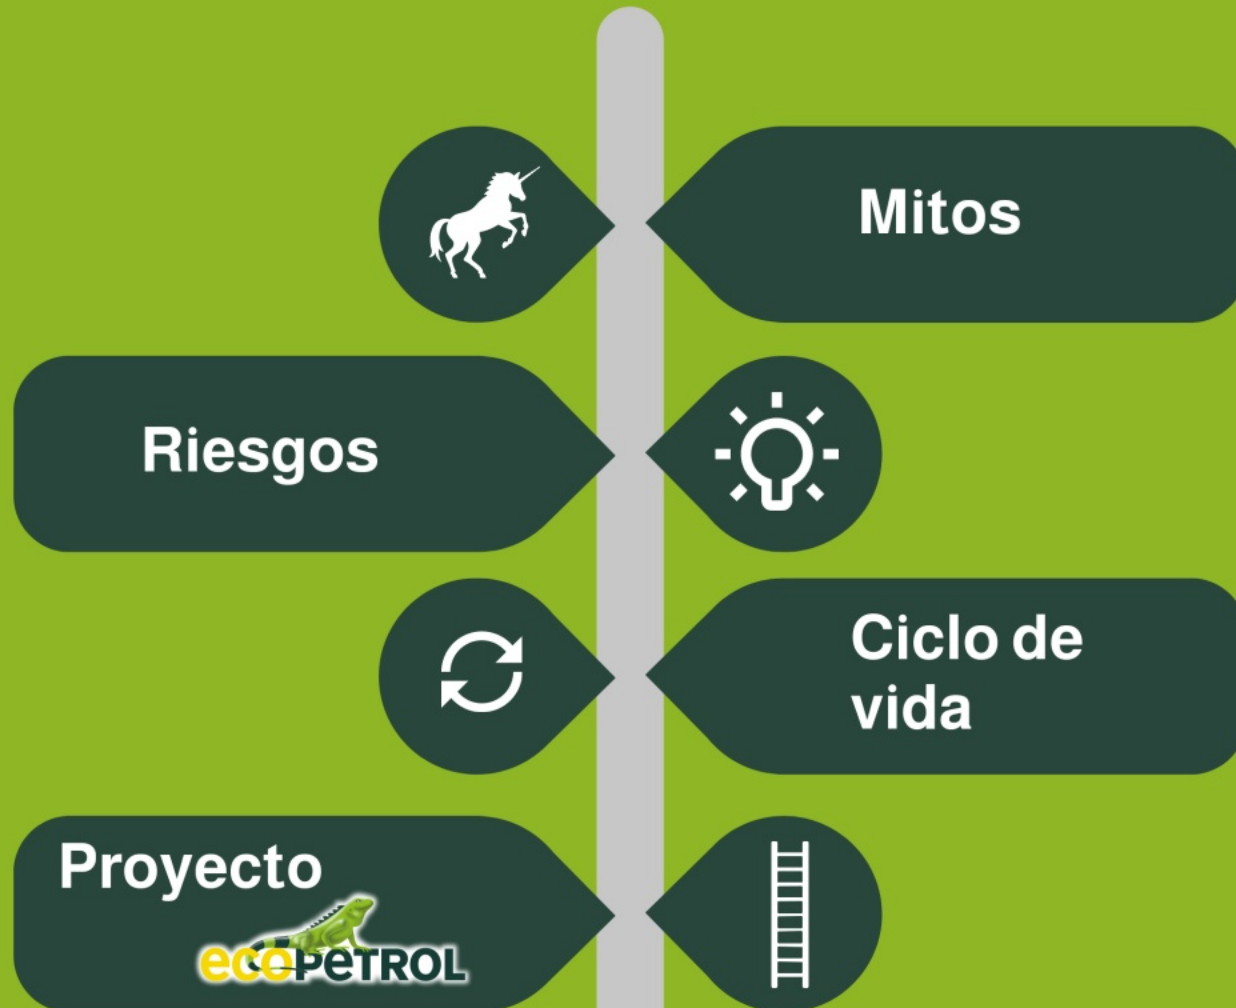 Mitos
Riesgos
Ciclo de
vida
Proyecto
ecoPeTROL